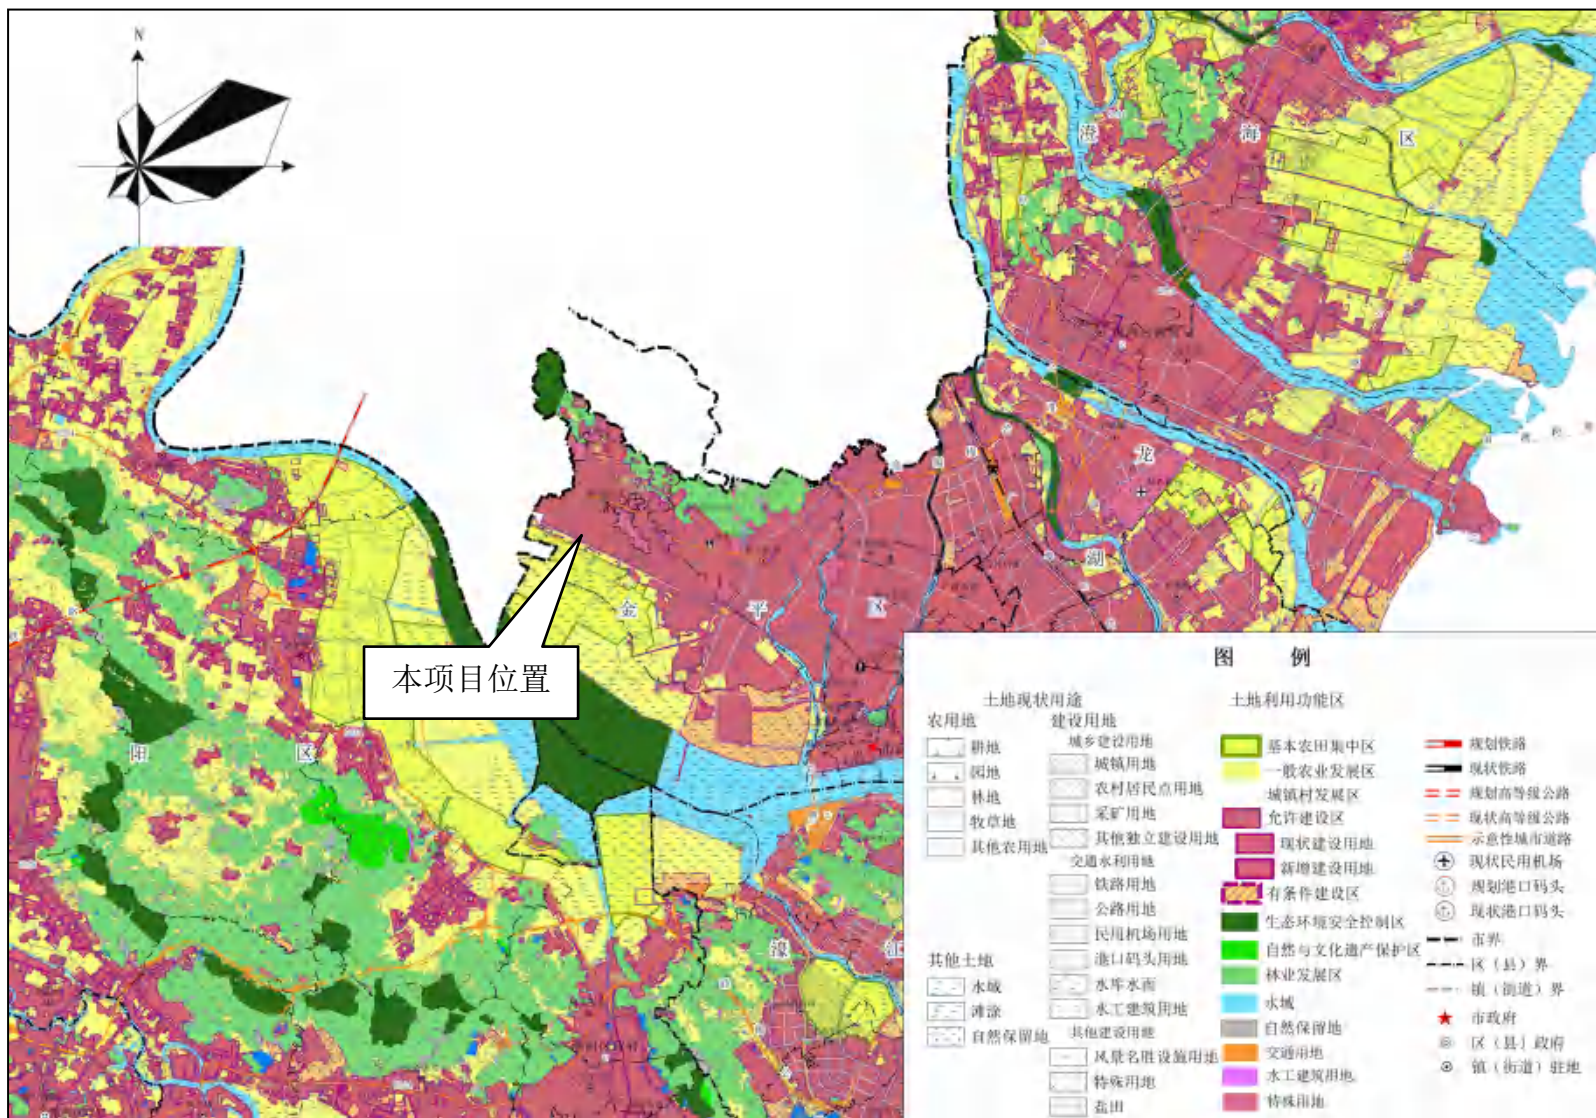 N
澄 海 区
龙
湖
金 平 区
本项目位置
阳 区
濠 江
图 例
土地现状用途
农用地
耕地
园地
林地
牧草地
其他农用地
其他土地
水域
滩涂
自然保留地
建设用地
城乡建设用地
城镇用地
农村居民点用地
采矿用地
其他独立建设用地
交通水利用地
铁路用地
公路用地
民用机场用地
港口码头用地
水库水面
水工建筑用地
其他建设用地
风景名胜设施用地
特殊用地
盐田
土地利用功能区
基本农田集中区
一般农业发展区
城镇村发展区
允许建设区
现状建设用地
新增建设用地
有条件建设区
生态环境安全控制区
自然与文化遗产保护区
林业发展区
水域
自然保留地
交通用地
水工建筑用地
特殊用地
规划铁路
现状铁路
规划高等级公路
现状高等级公路
示意性城市道路
现状民用机场
规划港口码头
现状港口码头
市界
区（县）界
镇（街道）界
市政府
区（县）政府
镇（街道）驻地